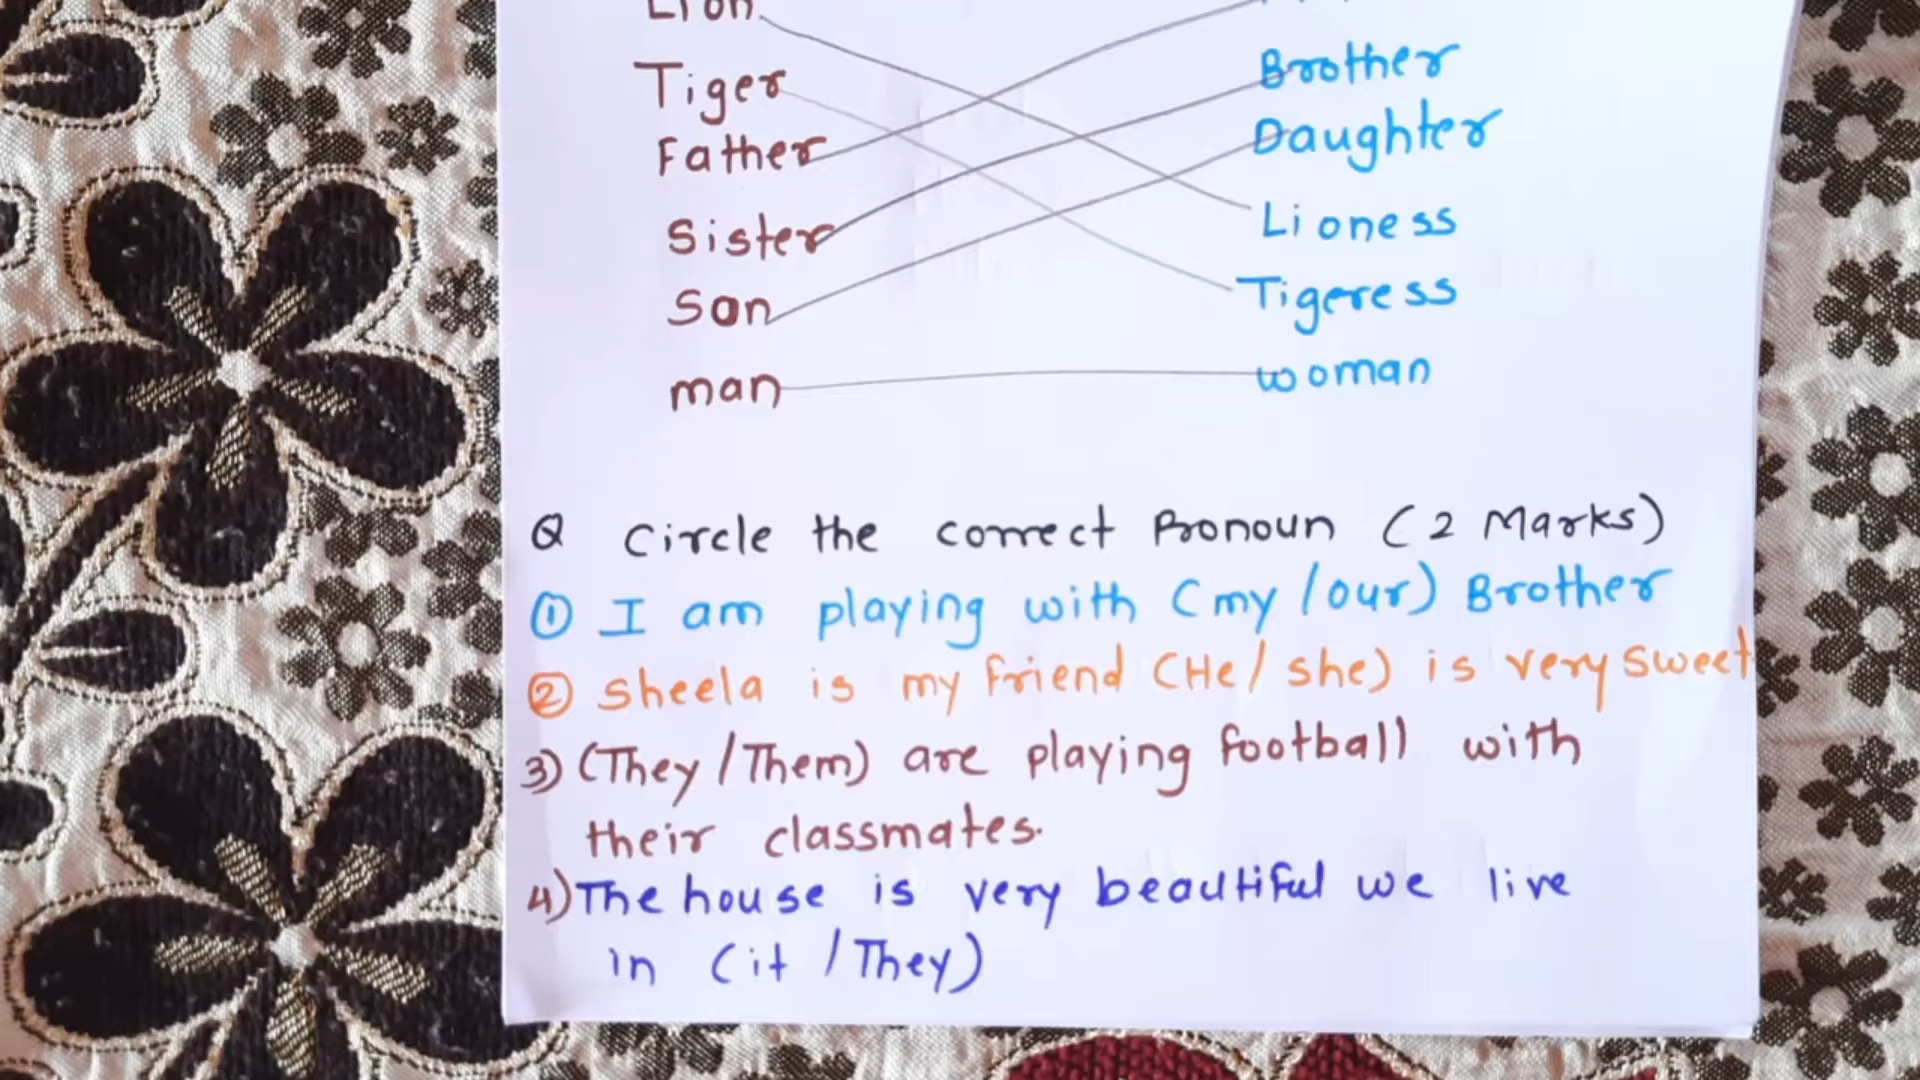 Lion
Tiger Brother
Father Daughter
Sister Lioness
Son Tigeress
man woman
Q Circle the correct Pronoun (2 Marks)
① I am playing with (my/our) Brother
② Sheela is my friend (He/she) is very sweet
3) (They/Them) are playing football with
their classmates.
4) The house is very beautiful we live
in (it/They)